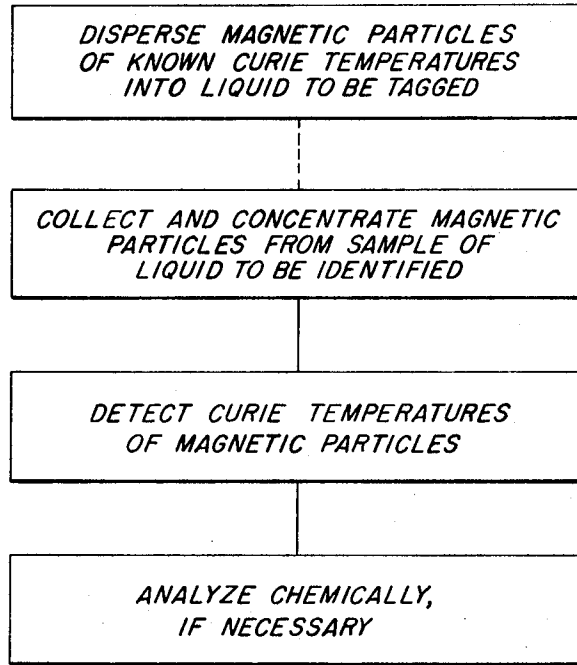 DISPERSE MAGNETIC PARTICLES
OF KNOWN CURIE TEMPERATURES
INTO LIQUID TO BE TAGGED
COLLECT AND CONCENTRATE MAGNETIC
PARTICLES FROM SAMPLE OF
LIQUID TO BE IDENTIFIED
DETECT CURIE TEMPERATURES
OF MAGNETIC PARTICLES
ANALYZE CHEMICALLY,
IF NECESSARY